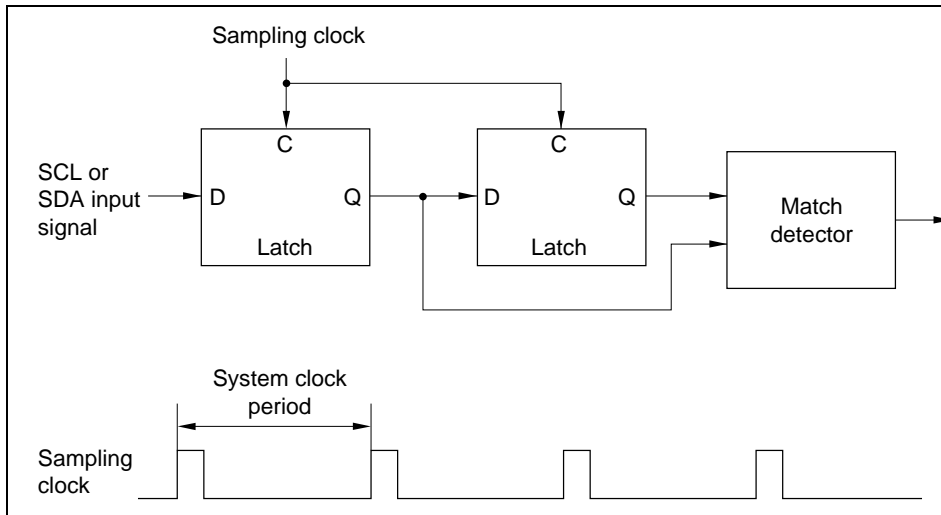 Sampling clock
C
C
SCL or
SDA input
signal
D
Q
D
Q
Latch
Latch
Match
detector
System clock
period
Sampling
clock